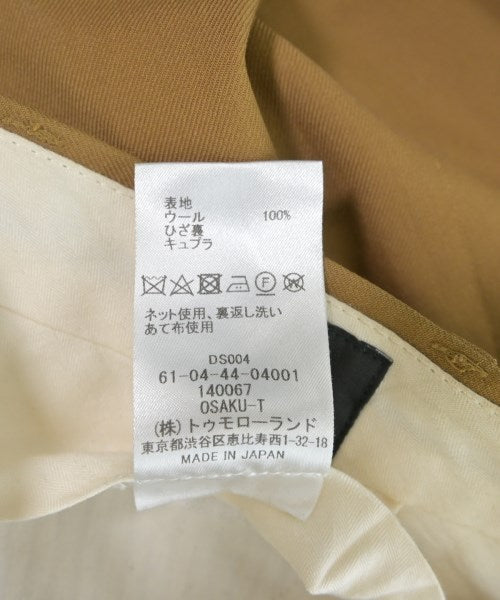 表地
ウール 100%
ひざ裏
キュプラ
F W
ネット使用、裏返し洗い
あて布使用
DS004
61-04-44-04001
140067
OSAKU-T
(株)トゥモローランド
東京都渋谷区恵比寿西1-32-18
MADE IN JAPAN